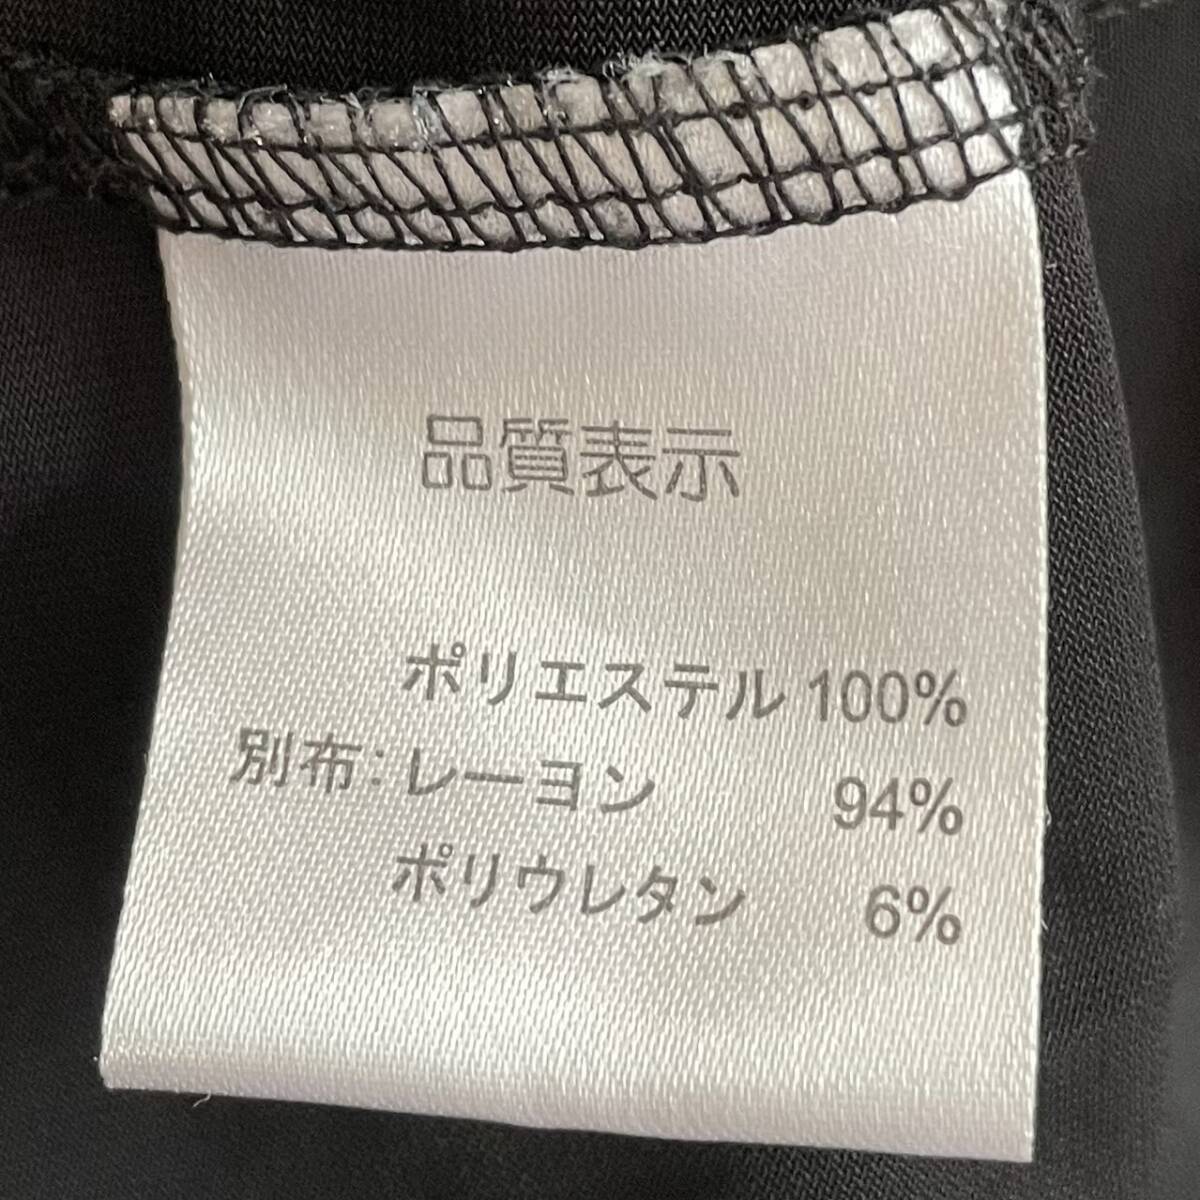 品質表示
ポリエステル 100%
別布:レーヨン 94%
ポリウレタン 6%